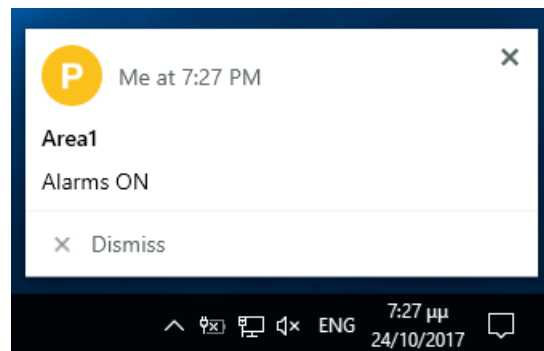 P
Me at 7:27 PM
Area1
Alarms ON
Dismiss
ENG
7:27 μμ
24/10/2017